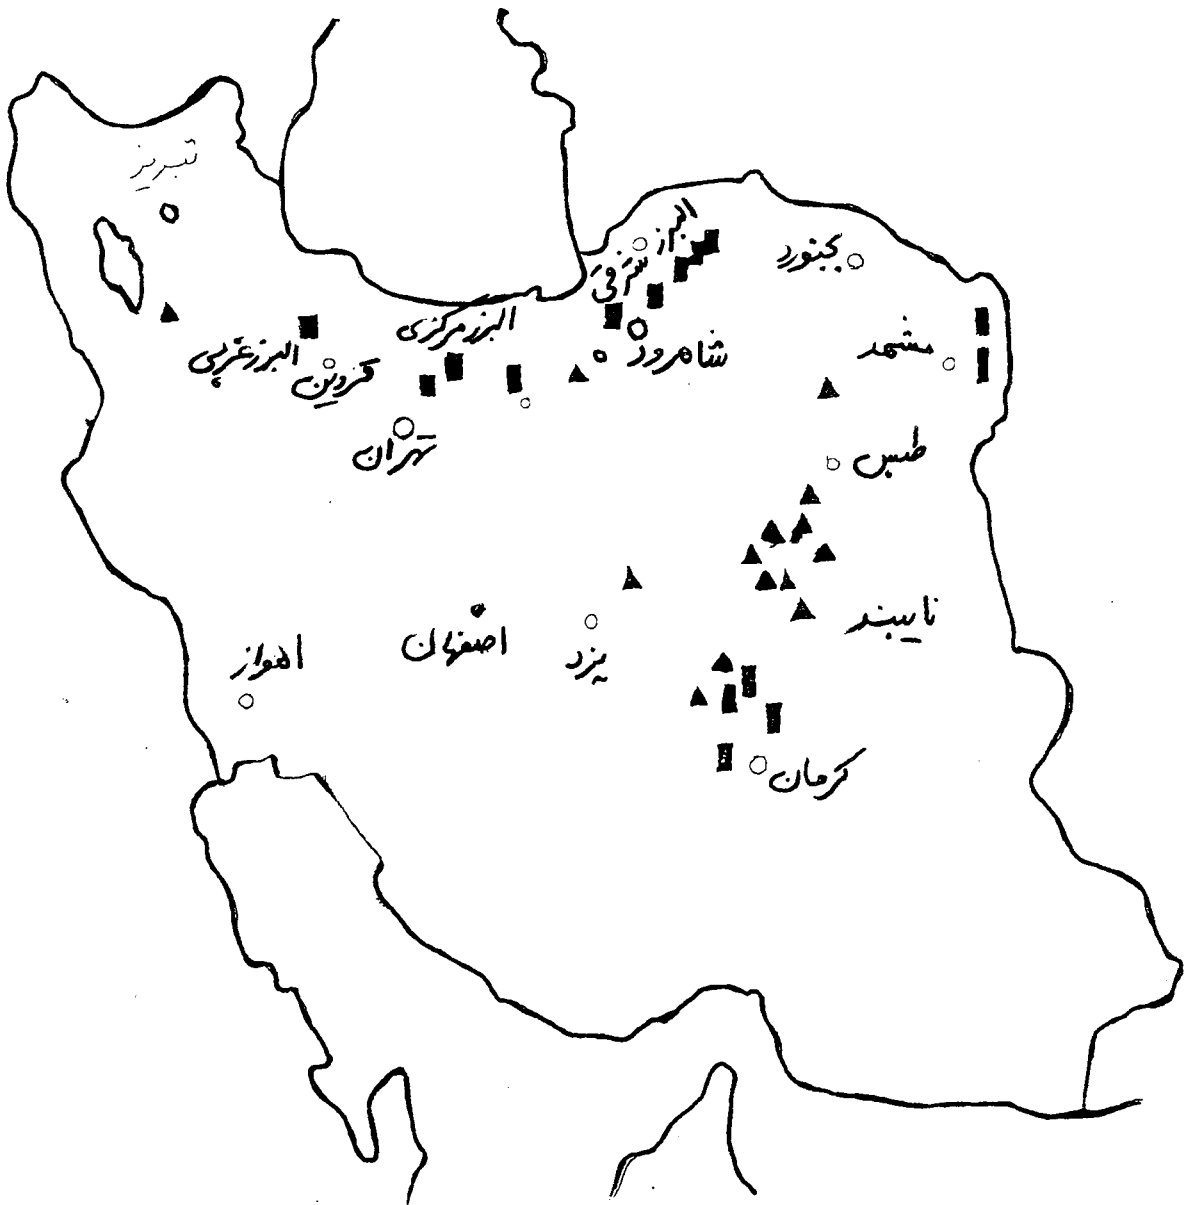 تبریز
البرز شرقی
بجنورد
البرز مرکزی
البرز غربی
قزوین
شاهرود
مشهد
تهران
طبس
نایبند
اهواز
اصفهان
یزد
کرمان